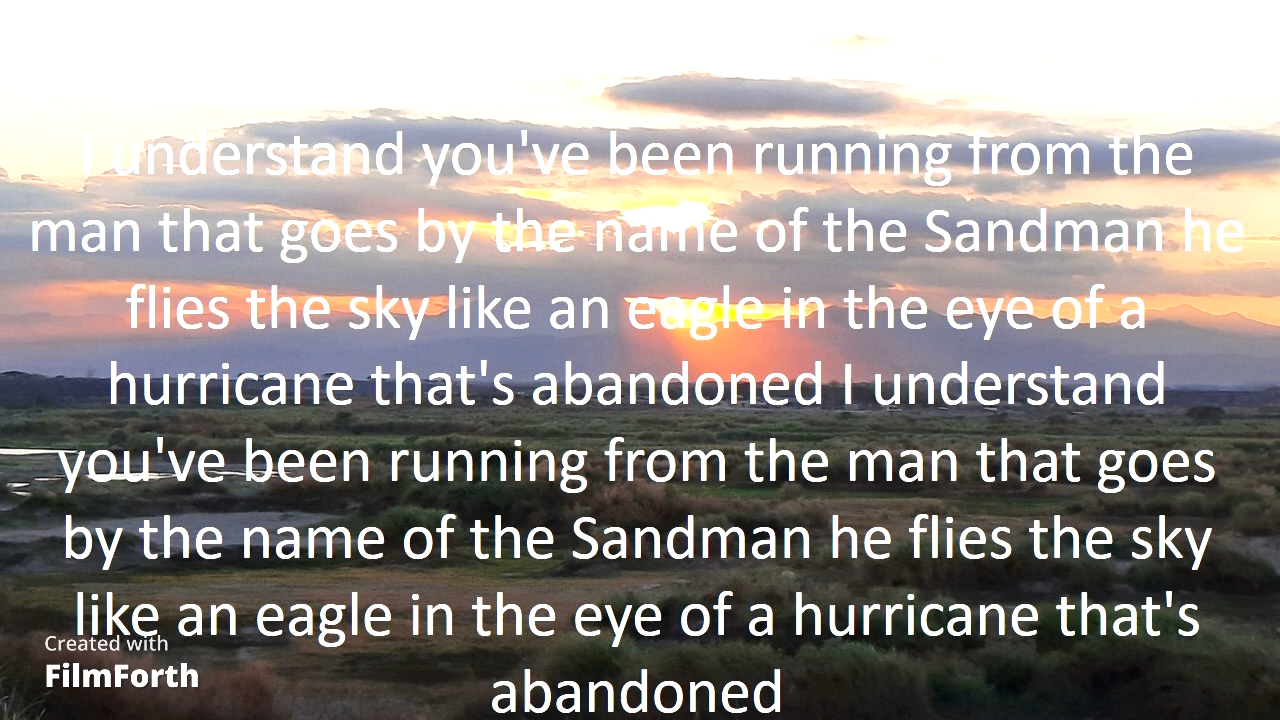 I understand you've been running from the
man that goes by the name of the Sandman he
flies the sky like an eagle in the eye of a
hurricane that's abandoned I understand
you've been running from the man that goes
by the name of the Sandman he flies the sky
like an eagle in the eye of a hurricane that's
abandoned
Created with
FilmForth